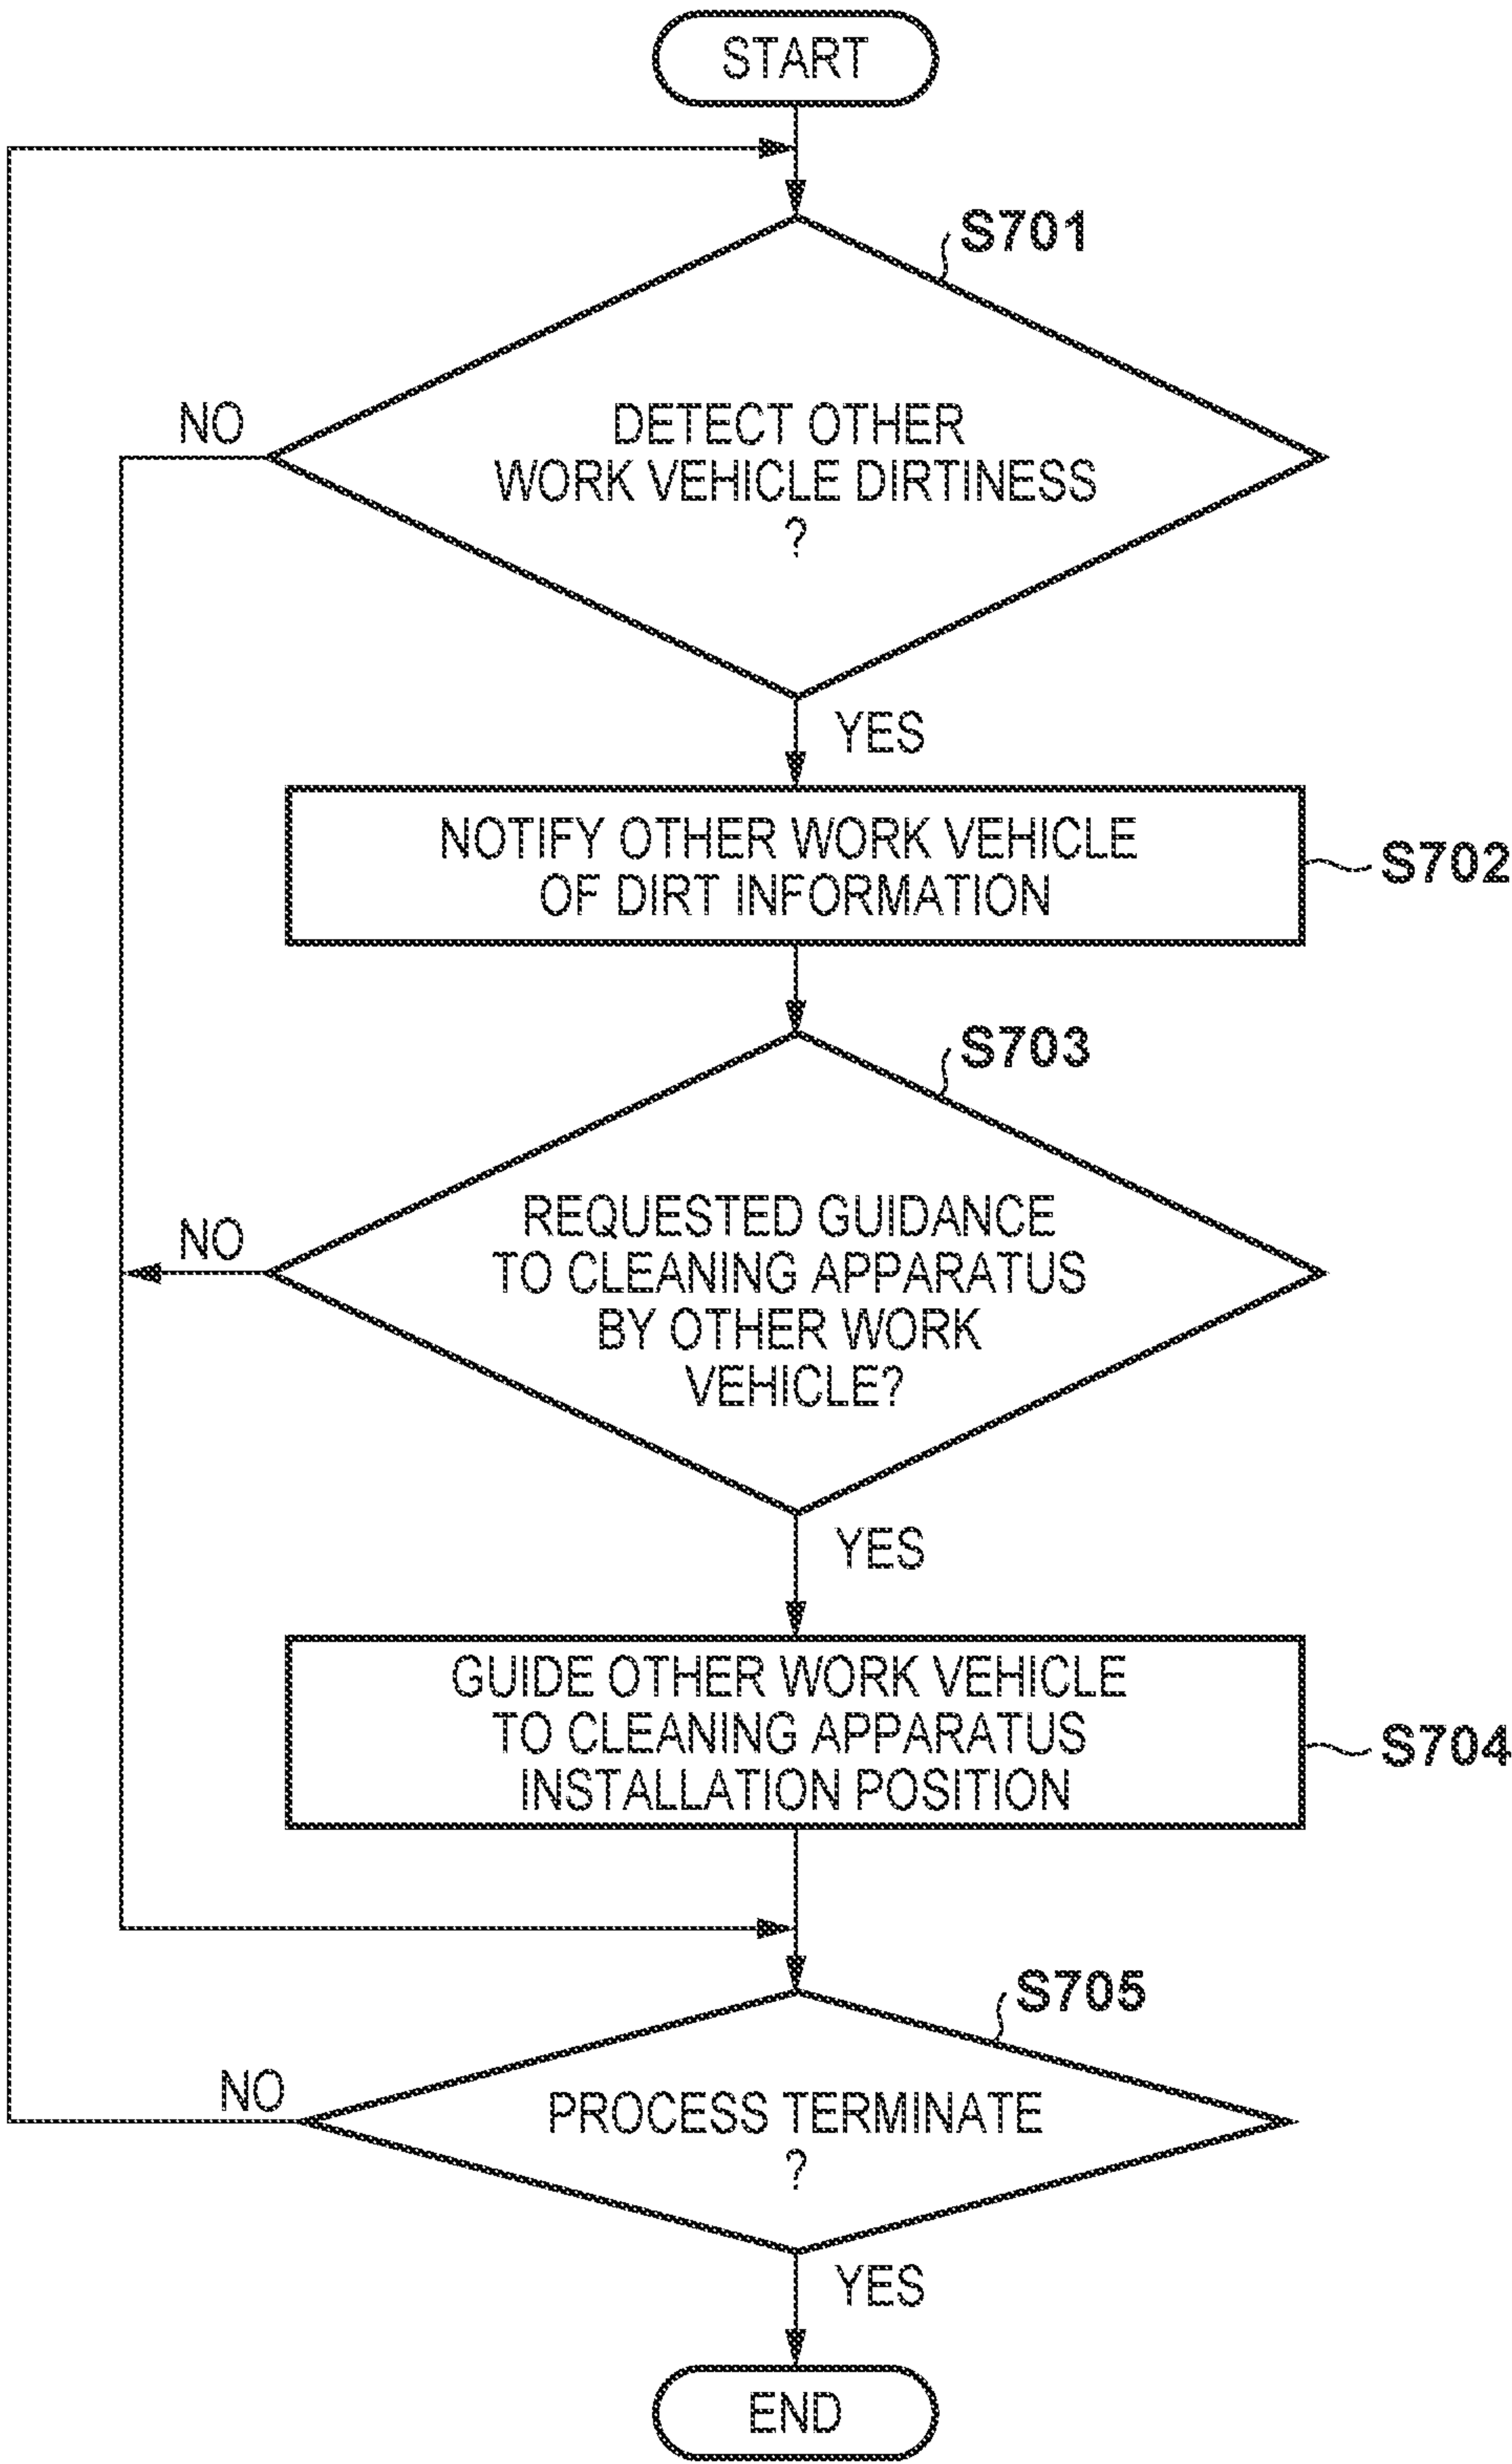 START
S701
NO
DETECT OTHER
WORK VEHICLE DIRTINESS
?
YES
NOTIFY OTHER WORK VEHICLE
OF DIRT INFORMATION
S702
S703
NO
REQUESTED GUIDANCE
TO CLEANING APPARATUS
BY OTHER WORK
VEHICLE?
YES
GUIDE OTHER WORK VEHICLE
TO CLEANING APPARATUS
INSTALLATION POSITION
S704
S705
NO
PROCESS TERMINATE
?
YES
END